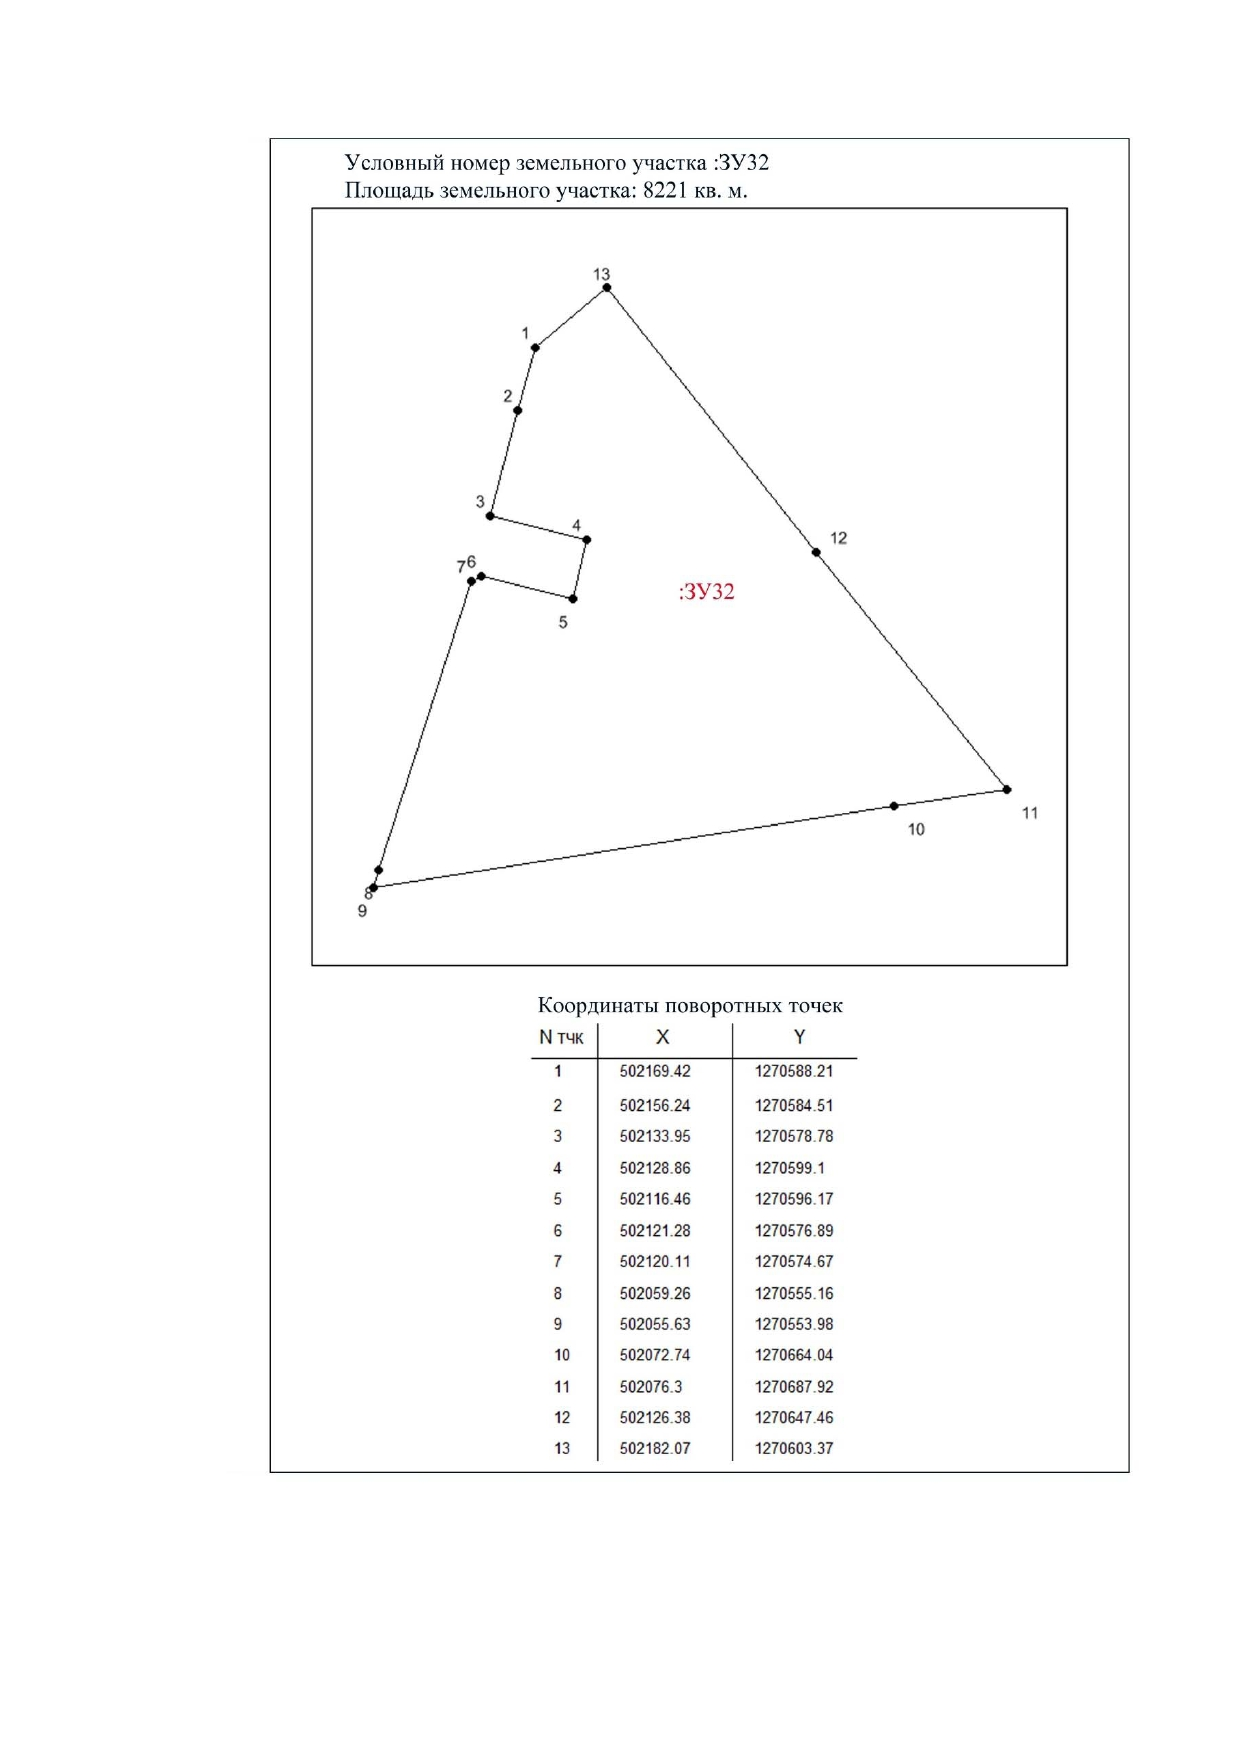 Условный номер земельного участка :ЗУ32
Площадь земельного участка: 8221 кв. м.
13
1
2
3
4
12
7 6
:ЗУ32
5
11
10
8
9
Координаты поворотных точек
N тчк X Y
1 502169.42 1270588.21
2 502156.24 1270584.51
3 502133.95 1270578.78
4 502128.86 1270599.1
5 502116.46 1270596.17
6 502121.28 1270576.89
7 502120.11 1270574.67
8 502059.26 1270555.16
9 502055.63 1270553.98
10 502072.74 1270664.04
11 502076.3 1270687.92
12 502126.38 1270647.46
13 502182.07 1270603.37